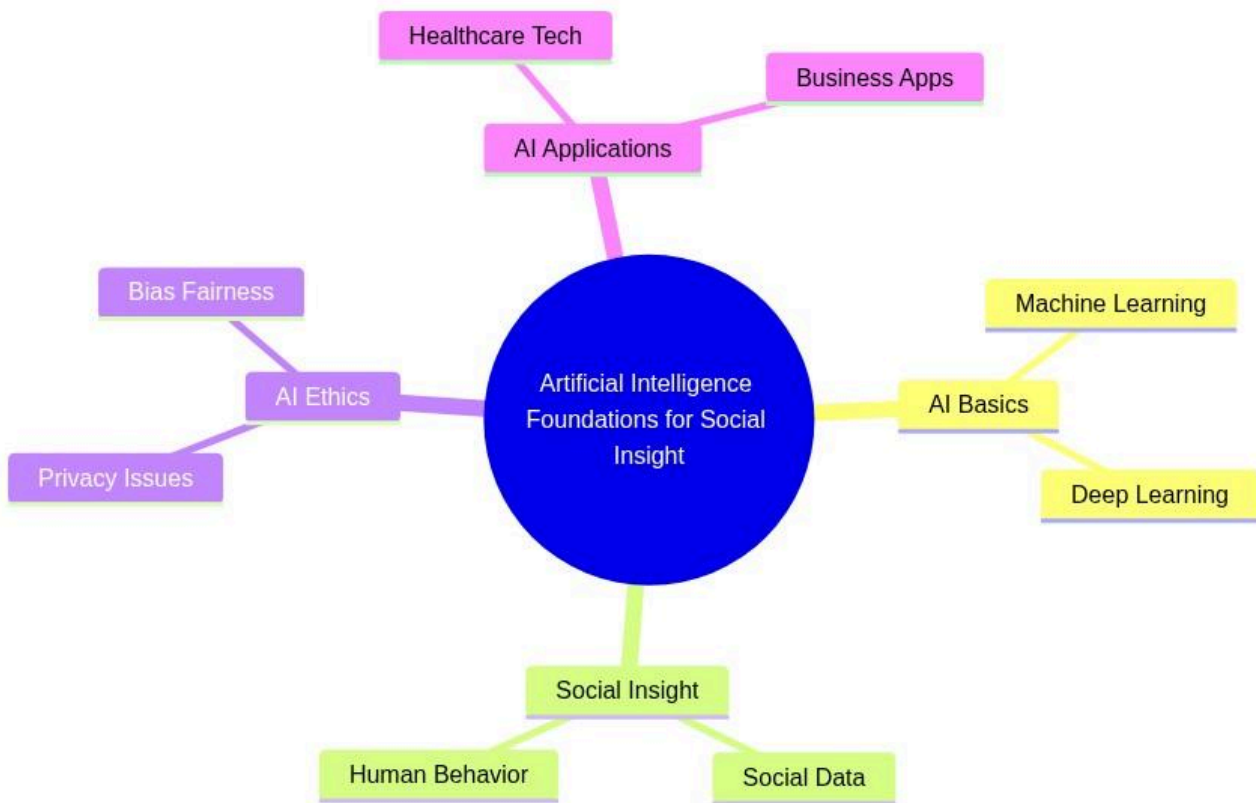 Healthcare Tech
Business Apps
AI Applications
Bias Fairness
AI Ethics
Privacy Issues
Artificial Intelligence
Foundations for Social
Insight
Machine Learning
AI Basics
Deep Learning
Social Insight
Human Behavior
Social Data